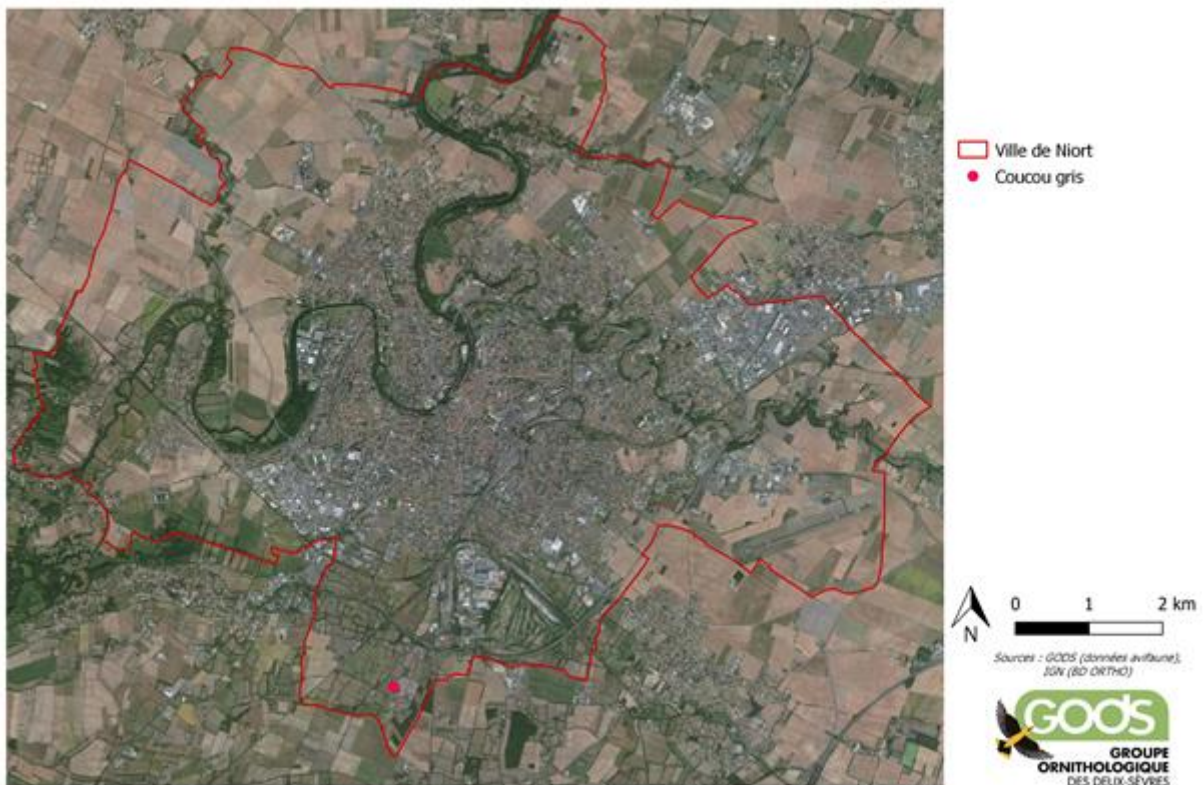 Ville de Niort
Coucou gris
0 1 2 km
N
Sources : GODS (données avifaune),
IGN (BD ORTHO)
GODS
GROUPE
ORNITHOLOGIQUE
DES DEUX-SÈVRES